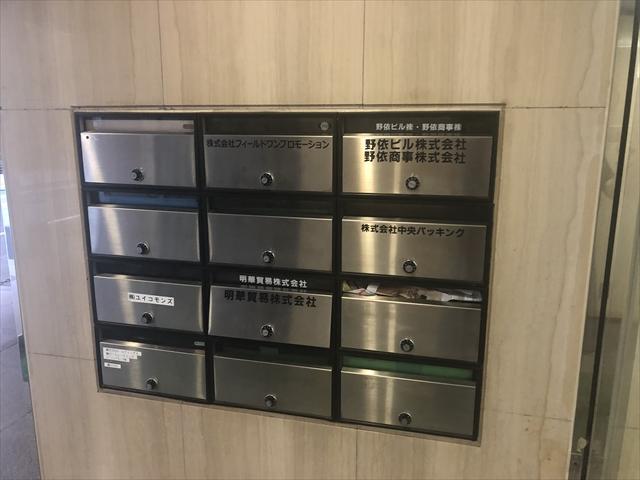 株式会社フィールドワンプロモーション
野依ビル㈱・野依商事㈱
野依ビル株式会社
野依商事株式会社
株式会社中央パッキング
㈱ユイコモンズ
明華貿易株式会社
明華貿易株式会社